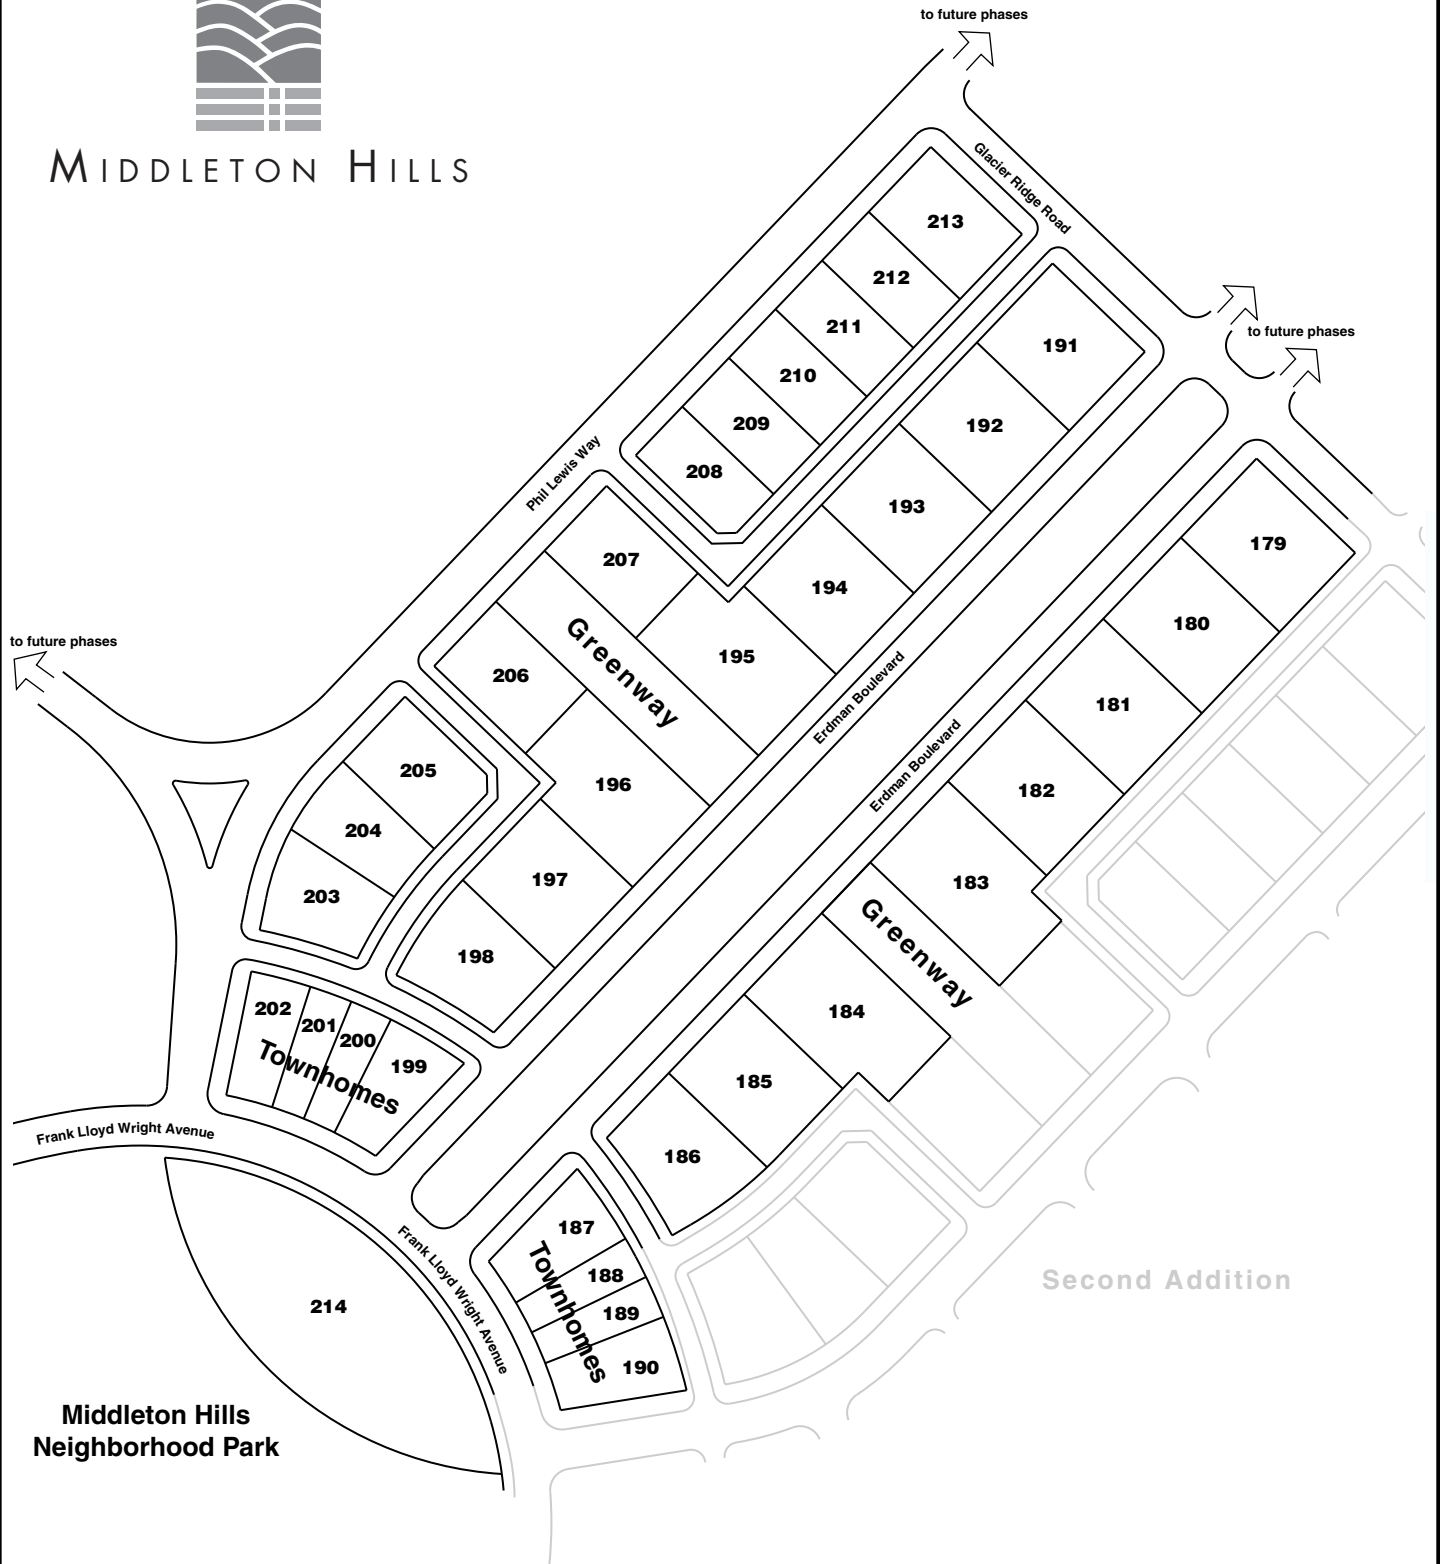 to future phases
MIDDLETON HILLS
Glacier Ridge Road
213
212
211
210
209
208
to future phases
191
192
193
194
195
Phil Lewis Way
207
206
Greenway
179
180
181
182
183
to future phases
205
204
203
196
197
198
Erdman Boulevard
Erdman Boulevard
Greenway
184
185
186
202
201
200
199
Townhomes
Frank Lloyd Wright Avenue
Frank Lloyd Wright Avenue
187
188
189
190
Townhomes
214
Second Addition
Middleton Hills
Neighborhood Park